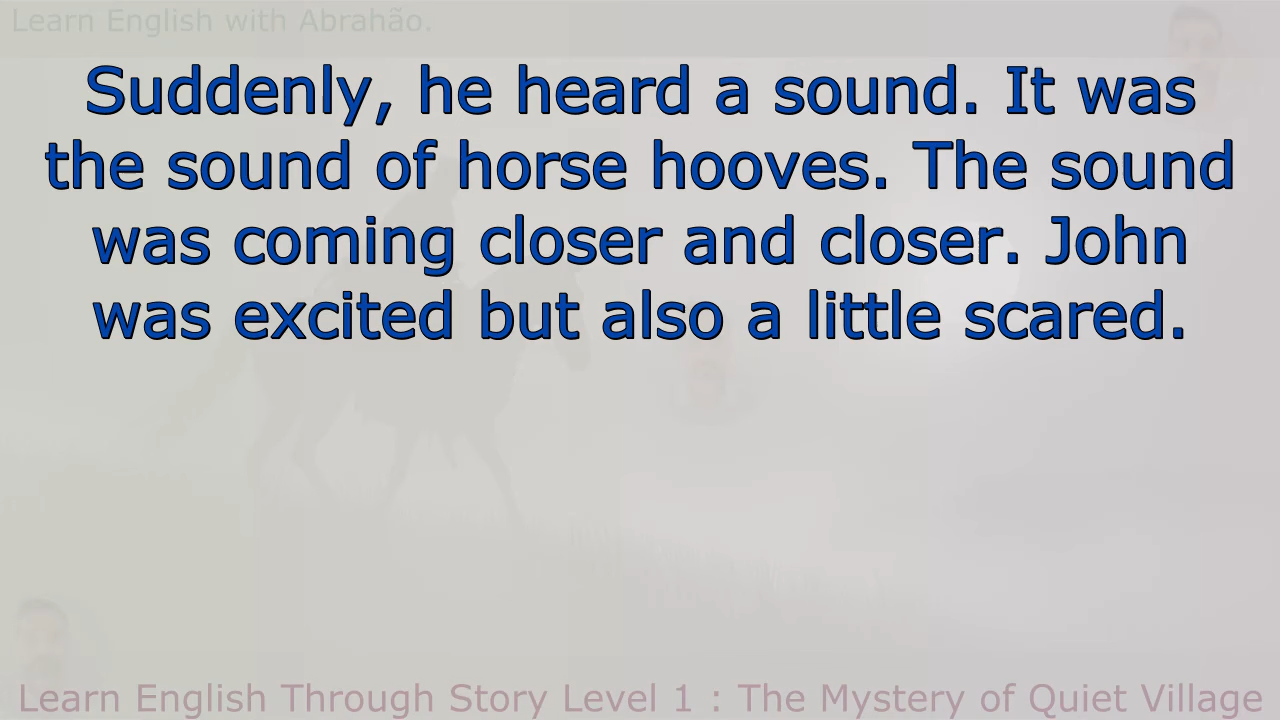 Learn English with Abrahão.
Suddenly, he heard a sound. It was
the sound of horse hooves. The sound
was coming closer and closer. John
was excited but also a little scared.
Learn English Through Story Level 1 : The Mystery of Quiet Village